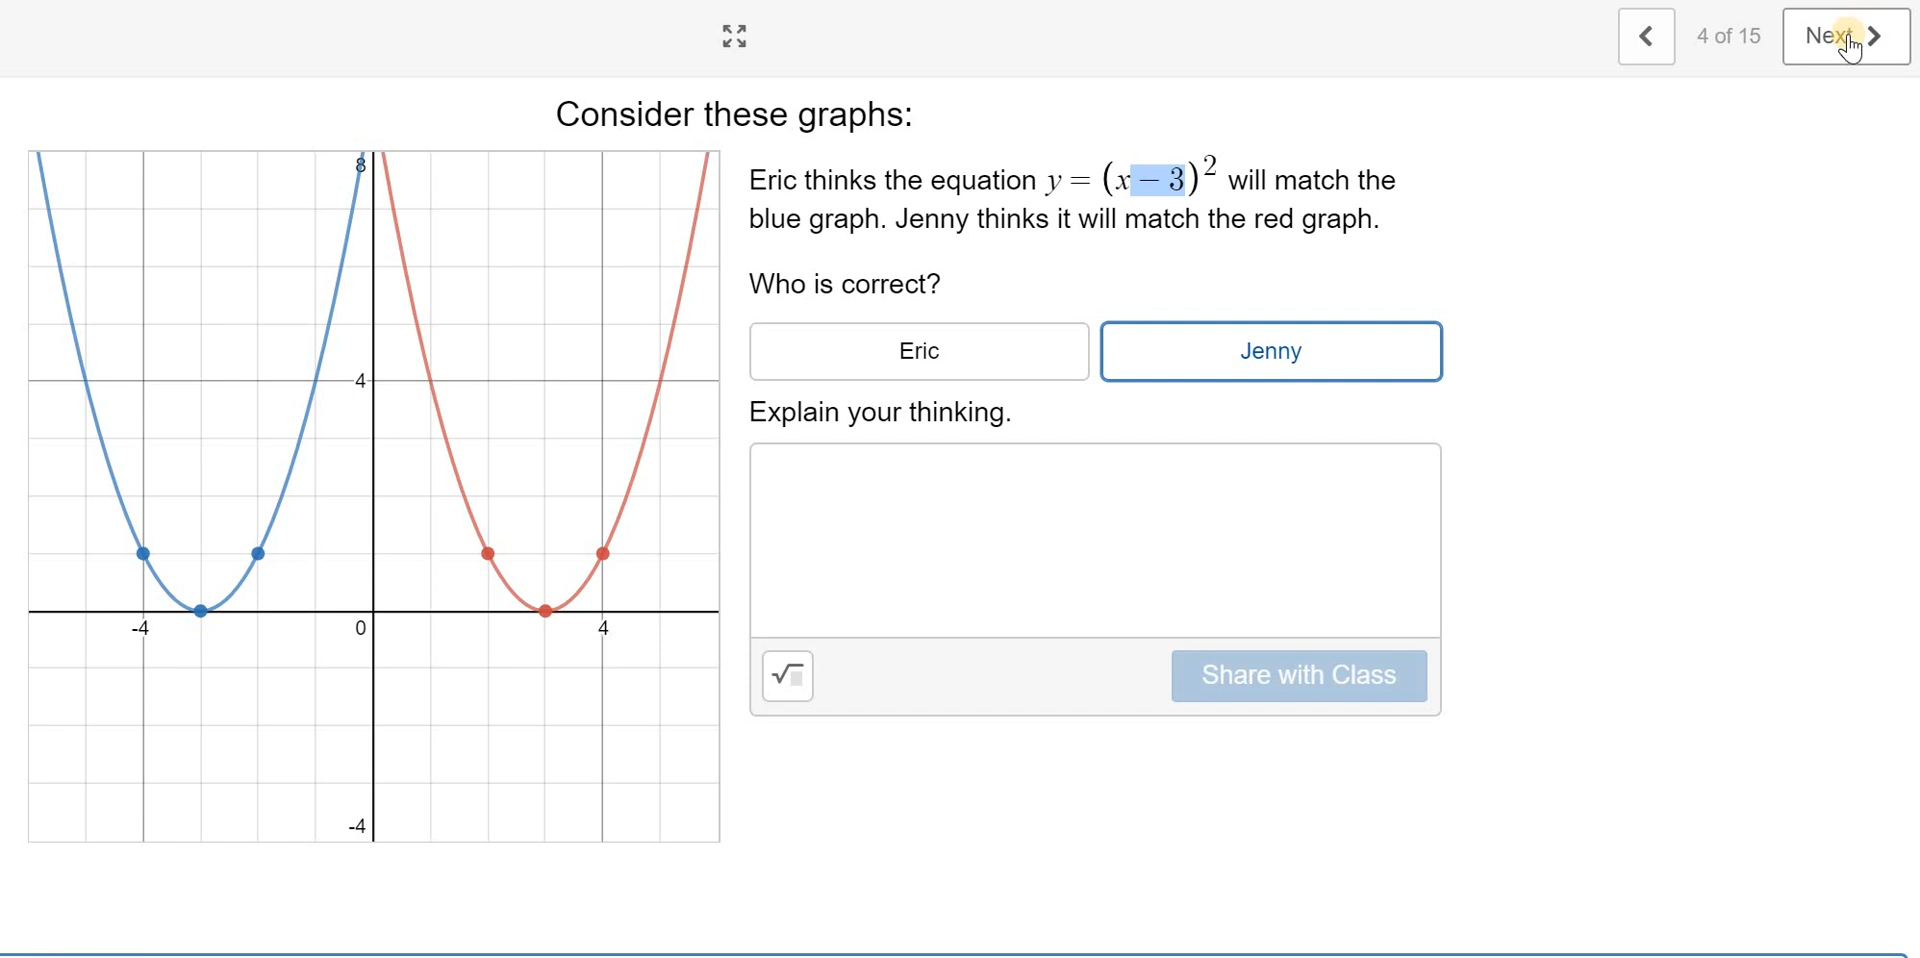 4 of 15
Next
Consider these graphs:
Eric thinks the equation y = (x − 3)² will match the
blue graph. Jenny thinks it will match the red graph.
Who is correct?
Eric
Jenny
Explain your thinking.
Share with Class
8
4
-4
0
4
-4